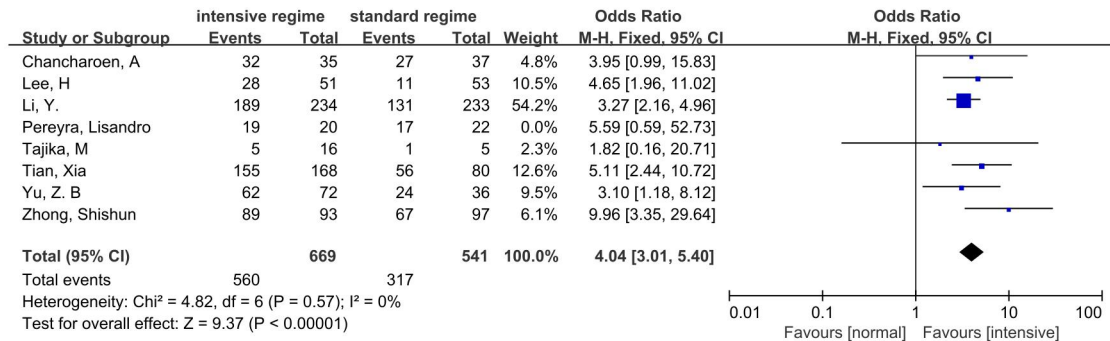 intensive regime standard regime Odds Ratio Odds Ratio
Study or Subgroup Events Total Events Total Weight M-H, Fixed, 95% CI M-H, Fixed, 95% CI
Chancharoen, A 32 35 27 37 4.8% 3.95 [0.99, 15.83]
Lee, H 28 51 11 53 10.5% 4.65 [1.96, 11.02]
Li, Y. 189 234 131 233 54.2% 3.27 [2.16, 4.96]
Pereyra, Lisandro 19 20 17 22 0.0% 5.59 [0.59, 52.73]
Tajika, M 5 16 1 5 2.3% 1.82 [0.16, 20.71]
Tian, Xia 155 168 56 80 12.6% 5.11 [2.44, 10.72]
Yu, Z. B 62 72 24 36 9.5% 3.10 [1.18, 8.12]
Zhong, Shishun 89 93 67 97 6.1% 9.96 [3.35, 29.64]
Total (95% CI) 669 541 100.0% 4.04 [3.01, 5.40]
Total events 560 317
Heterogeneity: Chi² = 4.82, df = 6 (P = 0.57); I² = 0%
Test for overall effect: Z = 9.37 (P < 0.00001)
0.01 0.1 1 10 100
Favours [normal] Favours [intensive]